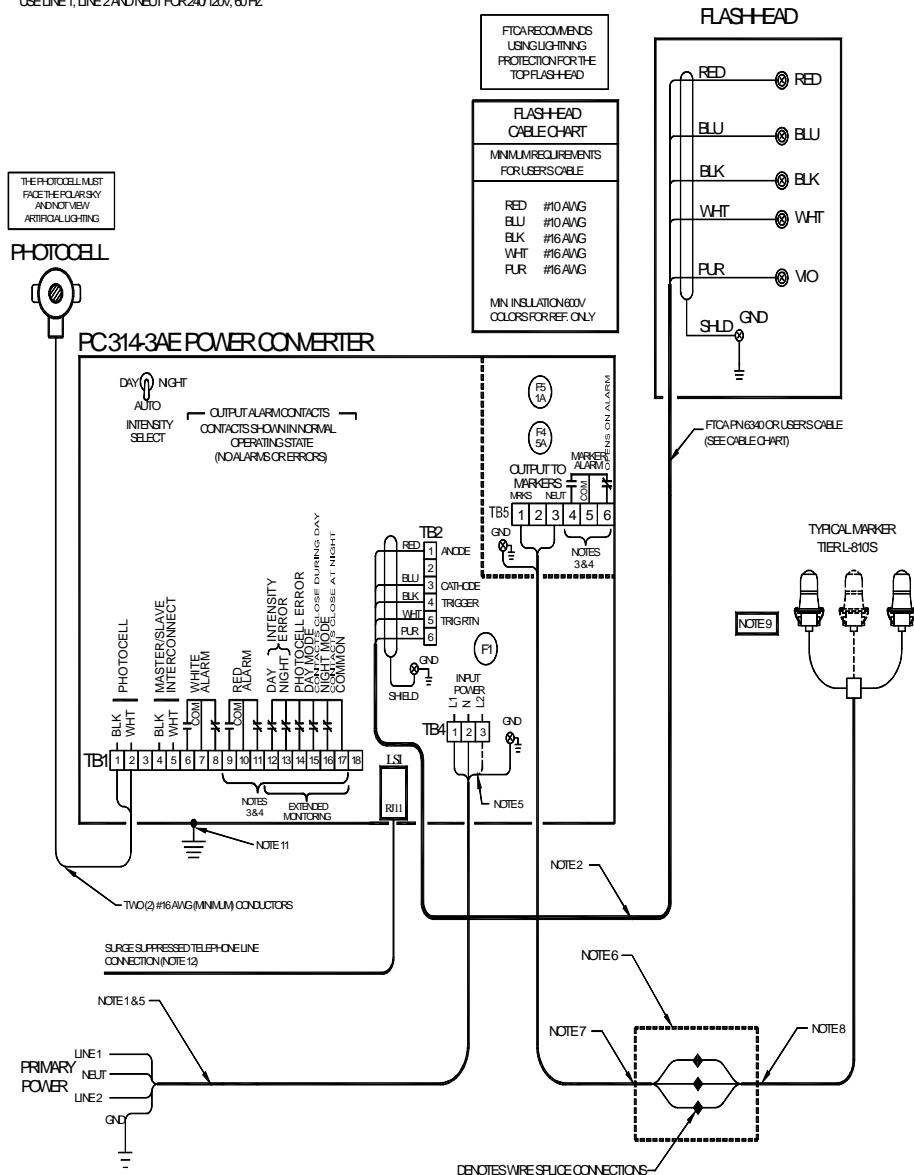 USE LINE 1, LINE 2 AND NEUT FOR 240/120V, 60 HZ
FLASHHEAD
FTCA RECOMMENDS
USING LIGHTNING
PROTECTION FOR THE
TOP FLASHHEAD
RED
RED
FLASHHEAD
CABLE CHART
MINIMUM REQUIREMENTS
FOR USER'S CABLE
RED #10 AWG
BLU #10 AWG
BLK #16 AWG
WHT #16 AWG
PUR #16 AWG
MIN. INSULATION 600V
COLORS FOR REF. ONLY
BLU
BLU
BLK
BLK
WHT
WHT
PUR
VIO
SHLD
GND
THE PHOTOCELL MUST
FACE THE POLAR SKY
AND NOT VIEW
ARTIFICIAL LIGHTING
PHOTOCELL
PC 314-3AE POWER CONVERTER
DAY NIGHT
AUTO
INTENSITY
SELECT
OUTPUT ALARM CONTACTS
CONTACTS SHOWN IN NORMAL
OPERATING STATE
(NO ALARMS OR ERRORS)
F5
1A
F4
5A
OUTPUT TO
MARKERS
MRKS NEUT
MARKER
ALARM
COM
OPENS ON ALARM
TB5 1 2 3 4 5 6
GND
NOTES
3 & 4
FTCA PN 6340 OR USER'S CABLE
(SEE CABLE CHART)
TYPICAL MARKER
TIER L-810'S
NOTE 9
TB2
RED 1 ANODE
2
BLU 3 CATHODE
BLK 4 TRIGGER
WHT 5 TRIG RTN
PUR 6
GND
SHIELD
F1
INPUT
POWER
L1 N L2
TB4 1 2 3
GND
NOTE 5
BLK
WHT
PHOTOCELL
BLK
WHT
MASTER/SLAVE
INTERCONNECT
COM
WHITE
ALARM
COM
RED
ALARM
DAY
NIGHT
INTENSITY
ERROR
PHOTOCELL ERROR
DAY MODE
CONTACTS CLOSE DURING DAY
NIGHT MODE
CONTACTS CLOSE AT NIGHT
COMMON
TB1 1 2 3 4 5 6 7 8 9 10 11 12 13 14 15 16 17 18
NOTES
3 & 4
EXTENDED
MONITORING
LSI
RJ11
NOTE 11
TWO (2) #16 AWG (MINIMUM) CONDUCTORS
NOTE 2
SURGE SUPPRESSED TELEPHONE LINE
CONNECTION (NOTE 12)
NOTE 1 & 5
NOTE 6
NOTE 7
NOTE 8
PRIMARY
POWER
LINE 1
NEUT
LINE 2
GND
DENOTES WIRE SPLICE CONNECTIONS